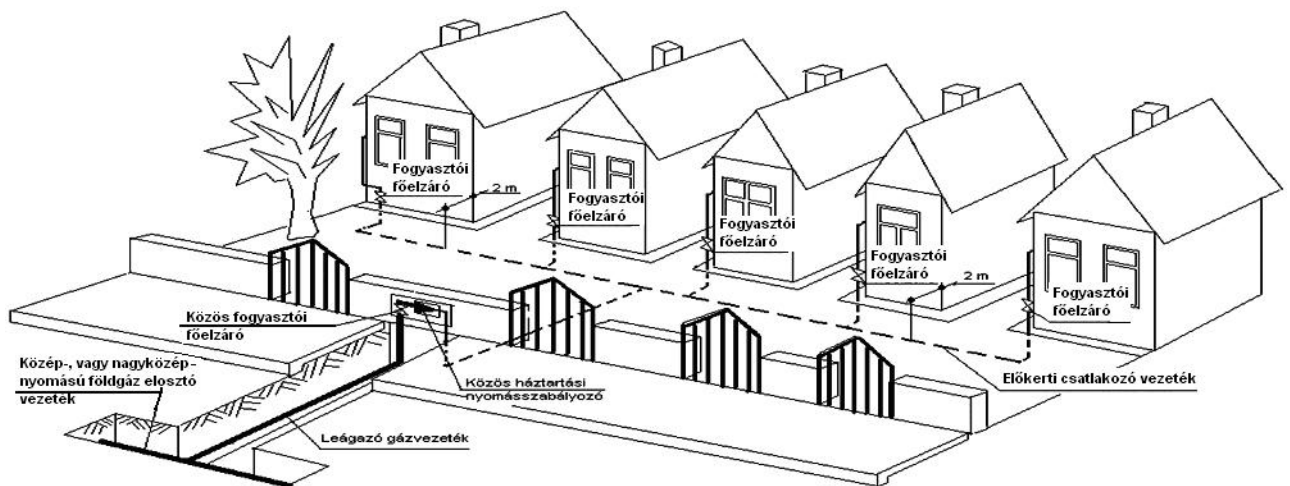 Fogyasztói
főelzáró
2 m
Fogyasztói
főelzáró
Fogyasztói
főelzáró
Fogyasztói
főelzáró
2 m
Fogyasztói
főelzáró
Közös fogyasztói
főelzáró
Közép-, vagy nagyközép-
nyomású földgáz elosztó
vezeték
Közös háztartási
nyomásszabályozó
Előkerti csatlakozó vezeték
Leágazó gázvezeték